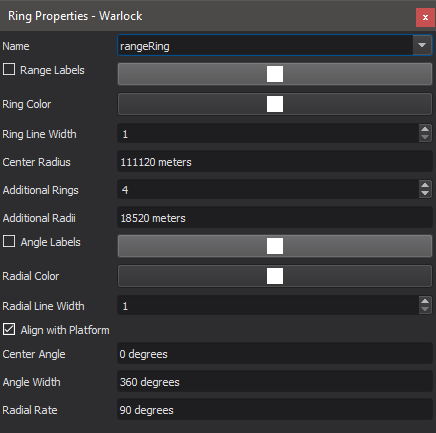 Ring Properties - Warlock
x
Name rangeRing
Range Labels
Ring Color
Ring Line Width 1
Center Radius 111120 meters
Additional Rings 4
Additional Radii 18520 meters
Angle Labels
Radial Color
Radial Line Width 1
Align with Platform
Center Angle 0 degrees
Angle Width 360 degrees
Radial Rate 90 degrees